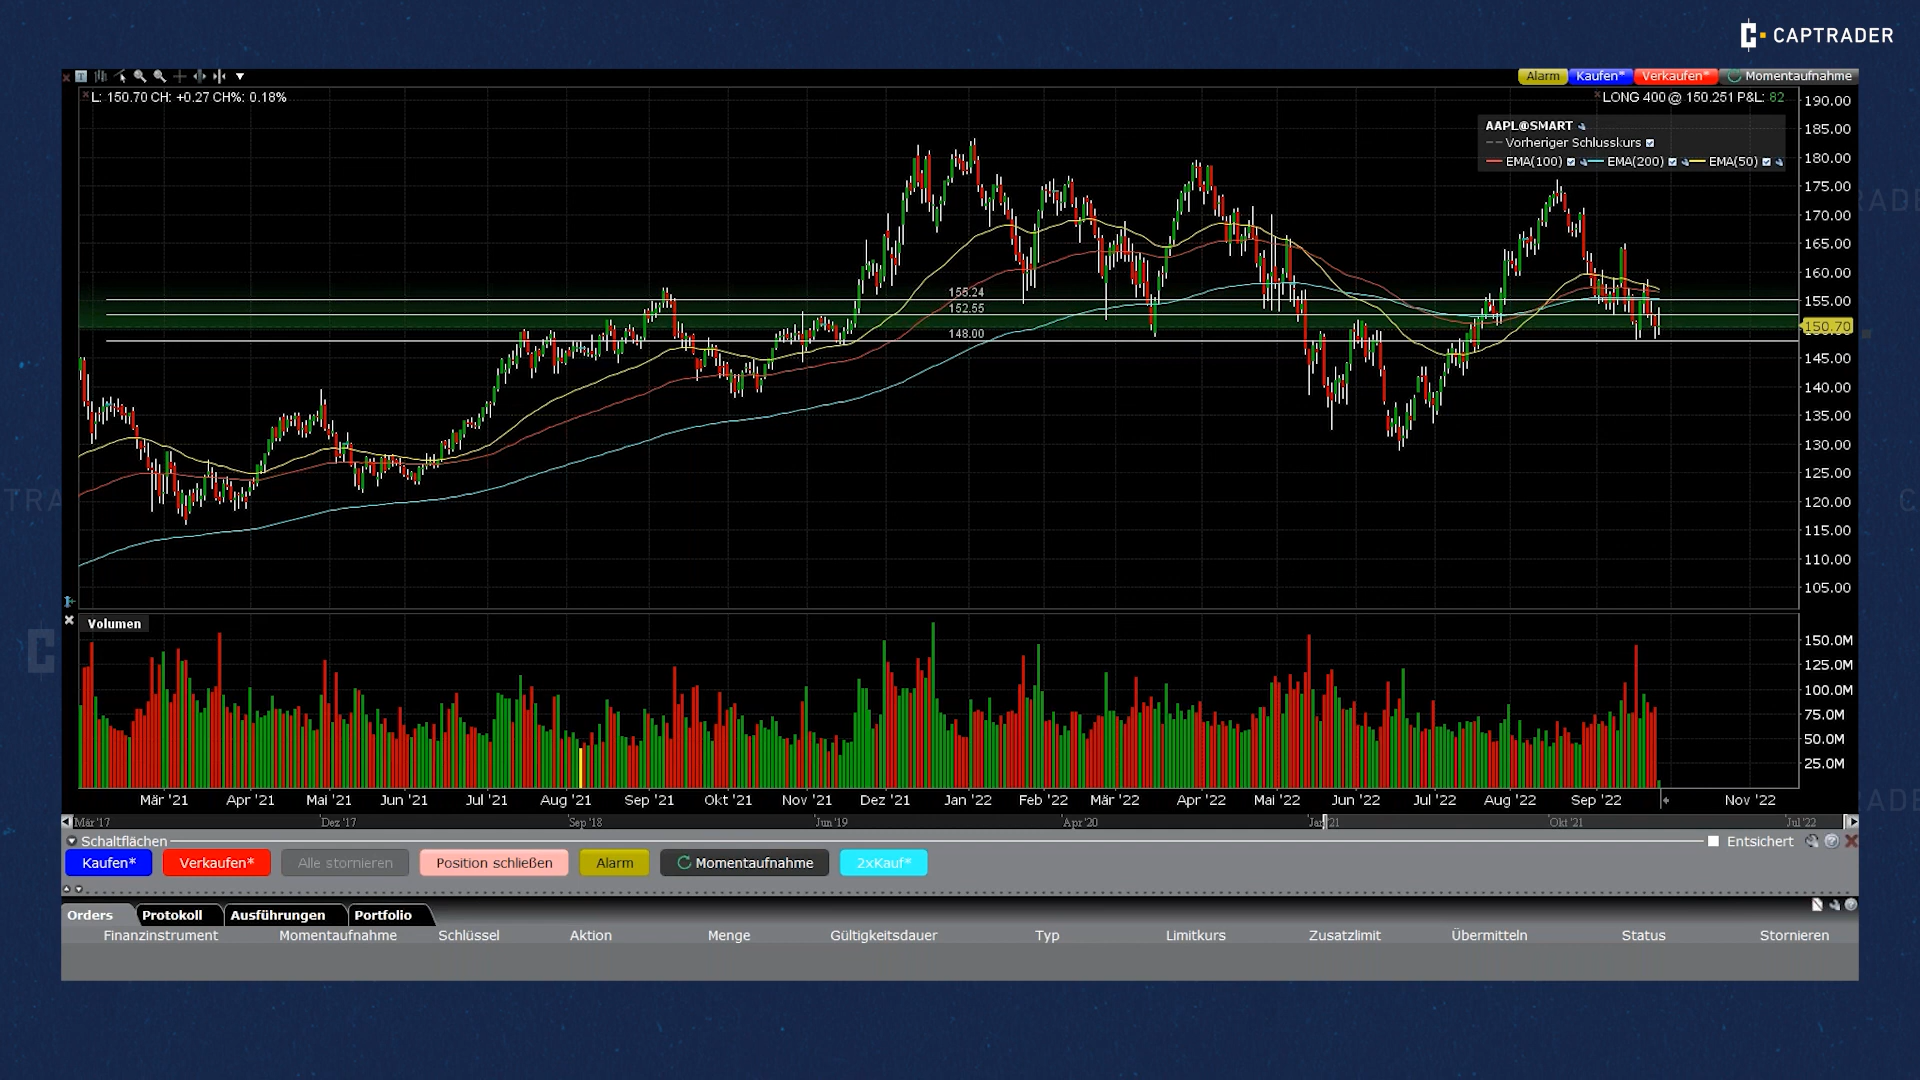 CAPTRADER
Alarm Kaufen* Verkaufen* Momentaufnahme
L: 150.70 CH: +0.27 CH%: 0.18%
LONG 400 @ 150.251 P&L: 82
AAPL@SMART
Vorheriger Schlusskurs
EMA(100) EMA(200) EMA(50)
190.00
185.00
180.00
175.00
170.00
165.00
160.00
155.00
150.70
145.00
140.00
135.00
130.00
125.00
120.00
115.00
110.00
105.00
155.24
152.55
148.00
Volumen
150.0M
125.0M
100.0M
75.0M
50.0M
25.0M
Mär '21 Apr '21 Mai '21 Jun '21 Jul '21 Aug '21 Sep '21 Okt '21 Nov '21 Dez '21 Jan '22 Feb '22 Mär '22 Apr '22 Mai '22 Jun '22 Jul '22 Aug '22 Sep '22 Nov '22
Mär'17 Dez '17 Sep '18 Jun '19 Apr '20 Okt '21 Jul '22
Schaltflächen Entsichert
Kaufen* Verkaufen* Alle stornieren Position schließen Alarm Momentaufnahme 2xKauf*
Orders Protokoll Ausführungen Portfolio
Finanzinstrument Momentaufnahme Schlüssel Aktion Menge Gültigkeitsdauer Typ Limitkurs Zusatzlimit Übermitteln Status Stornieren